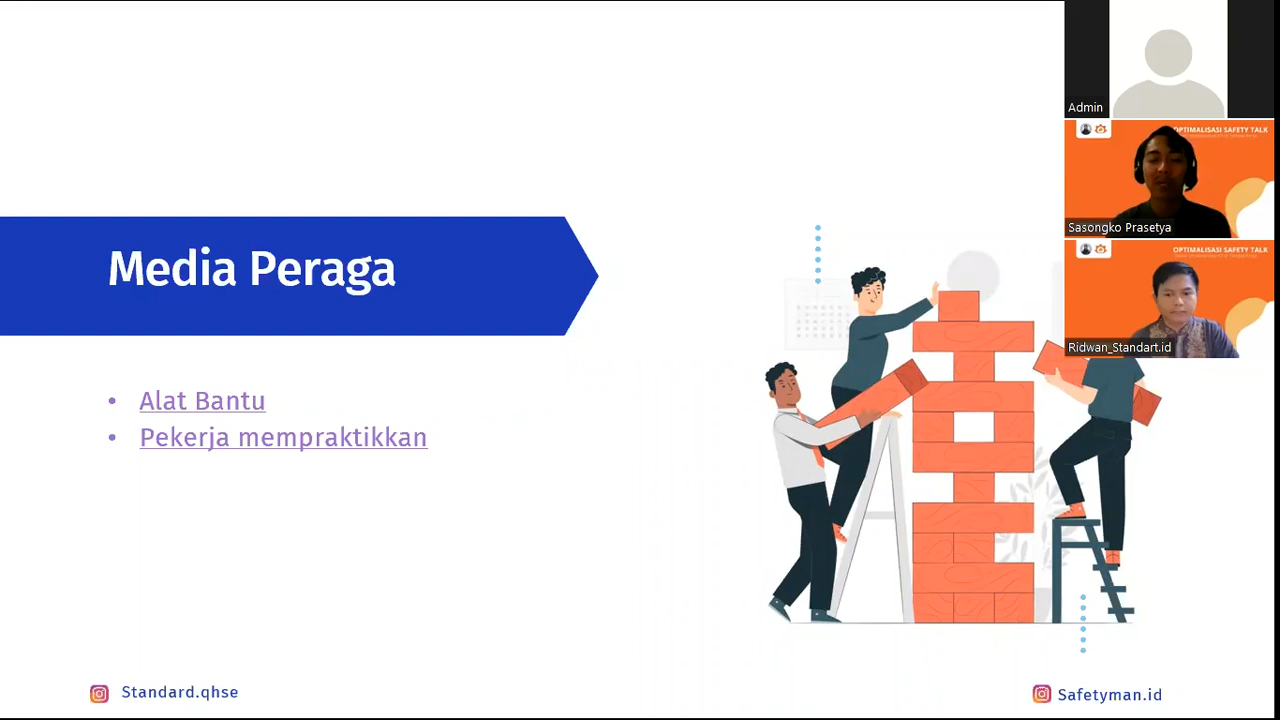 Media Peraga
Alat Bantu
Pekerja mempraktikkan
Standard.qhse
Safetyman.id
Admin
OPTIMALISASI SAFETY TALK
Sasongko Prasetya
OPTIMALISASI SAFETY TALK
Ridwan_Standart.id